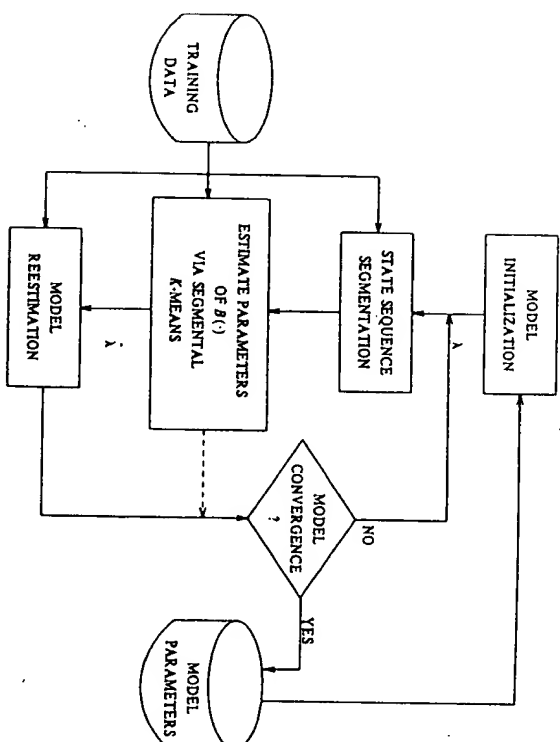 MODEL
INITIALIZATION
λ
STATE SEQUENCE
SEGMENTATION
TRAINING
DATA
ESTIMATE PARAMETERS
OF B(·)
VIA SEGMENTAL
K-MEANS
λ
MODEL
REESTIMATION
MODEL
CONVERGENCE
?
NO
YES
MODEL
PARAMETERS